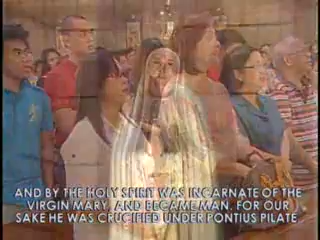 AND BY THE HOLY SPIRIT WAS INCARNATE OF THE
VIRGIN MARY, AND BECAME MAN. FOR OUR
SAKE HE WAS CRUCIFIED UNDER PONTIUS PILATE